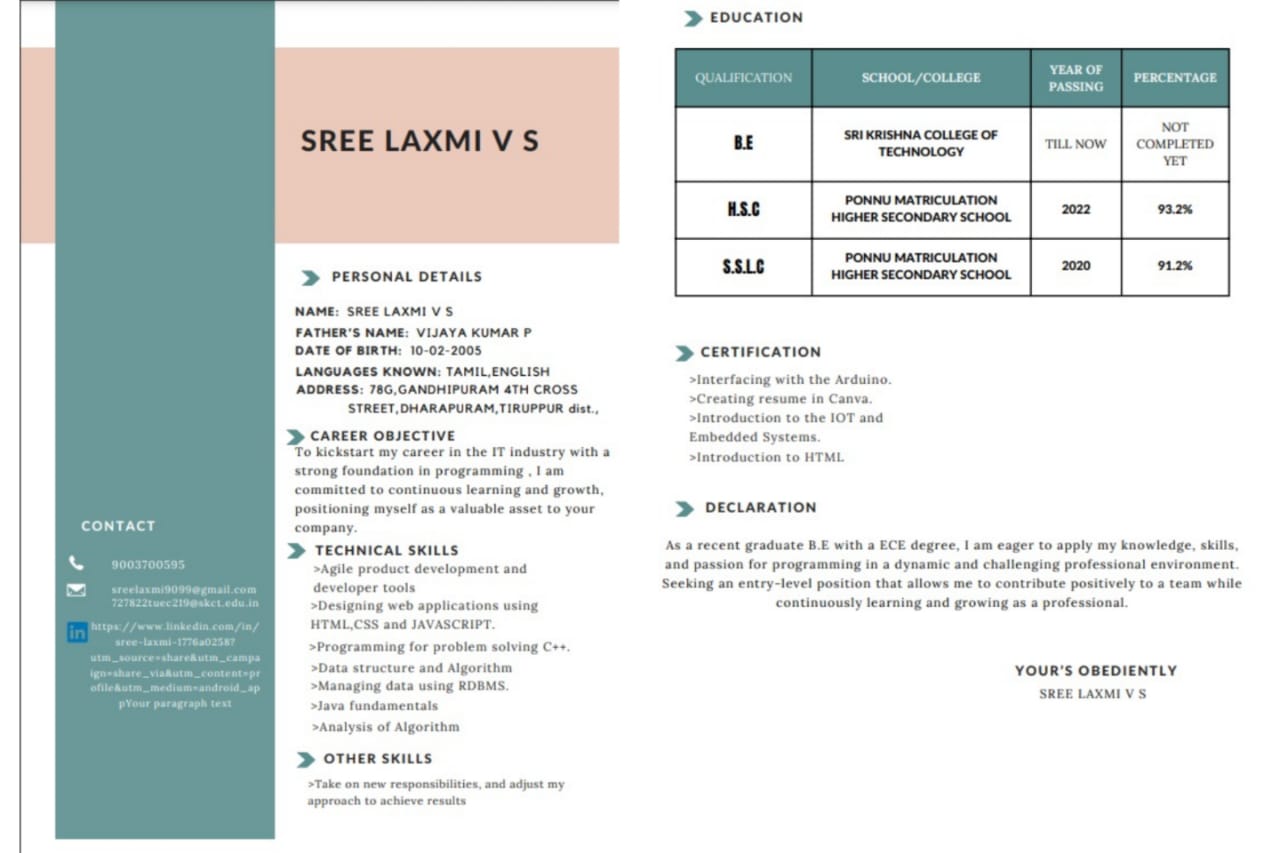 SREE LAXMI V S
CONTACT
9003700595
sreelaxmi9099@gmail.com
727822tuec219@skct.edu.in
in
https://www.linkedin.com/in/
sree-laxmi-1776a0258?
utm_source=share&utm_campa
ign=share_via&utm_content=pr
ofile&utm_medium=android_ap
pYour paragraph text
PERSONAL DETAILS
NAME: SREE LAXMI V S
FATHER'S NAME: VIJAYA KUMAR P
DATE OF BIRTH: 10-02-2005
LANGUAGES KNOWN: TAMIL,ENGLISH
ADDRESS: 78G,GANDHIPURAM 4TH CROSS
STREET,DHARAPURAM,TIRUPPUR dist.,
CAREER OBJECTIVE
To kickstart my career in the IT industry with a
strong foundation in programming , I am
committed to continuous learning and growth,
positioning myself as a valuable asset to your
company.
TECHNICAL SKILLS
>Agile product development and
developer tools
>Designing web applications using
HTML,CSS and JAVASCRIPT.
>Programming for problem solving C++.
>Data structure and Algorithm
>Managing data using RDBMS.
>Java fundamentals
>Analysis of Algorithm
OTHER SKILLS
>Take on new responsibilities, and adjust my
approach to achieve results
EDUCATION
QUALIFICATION SCHOOL/COLLEGE YEAR OF PASSING PERCENTAGE
B.E SRI KRISHNA COLLEGE OF TECHNOLOGY TILL NOW NOT COMPLETED YET
H.S.C PONNU MATRICULATION HIGHER SECONDARY SCHOOL 2022 93.2%
S.S.L.C PONNU MATRICULATION HIGHER SECONDARY SCHOOL 2020 91.2%
CERTIFICATION
>Interfacing with the Arduino.
>Creating resume in Canva.
>Introduction to the IOT and
Embedded Systems.
>Introduction to HTML
DECLARATION
As a recent graduate B.E with a ECE degree, I am eager to apply my knowledge, skills,
and passion for programming in a dynamic and challenging professional environment.
Seeking an entry-level position that allows me to contribute positively to a team while
continuously learning and growing as a professional.
YOUR'S OBEDIENTLY
SREE LAXMI V S